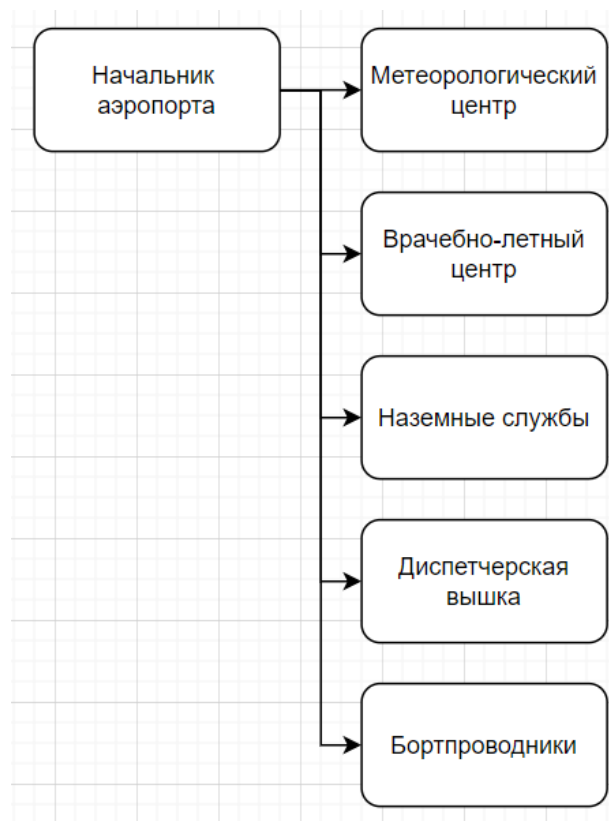 Начальник
аэропорта
Метеорологический
центр
Врачебно-летный
центр
Наземные службы
Диспетчерская
вышка
Бортпроводники